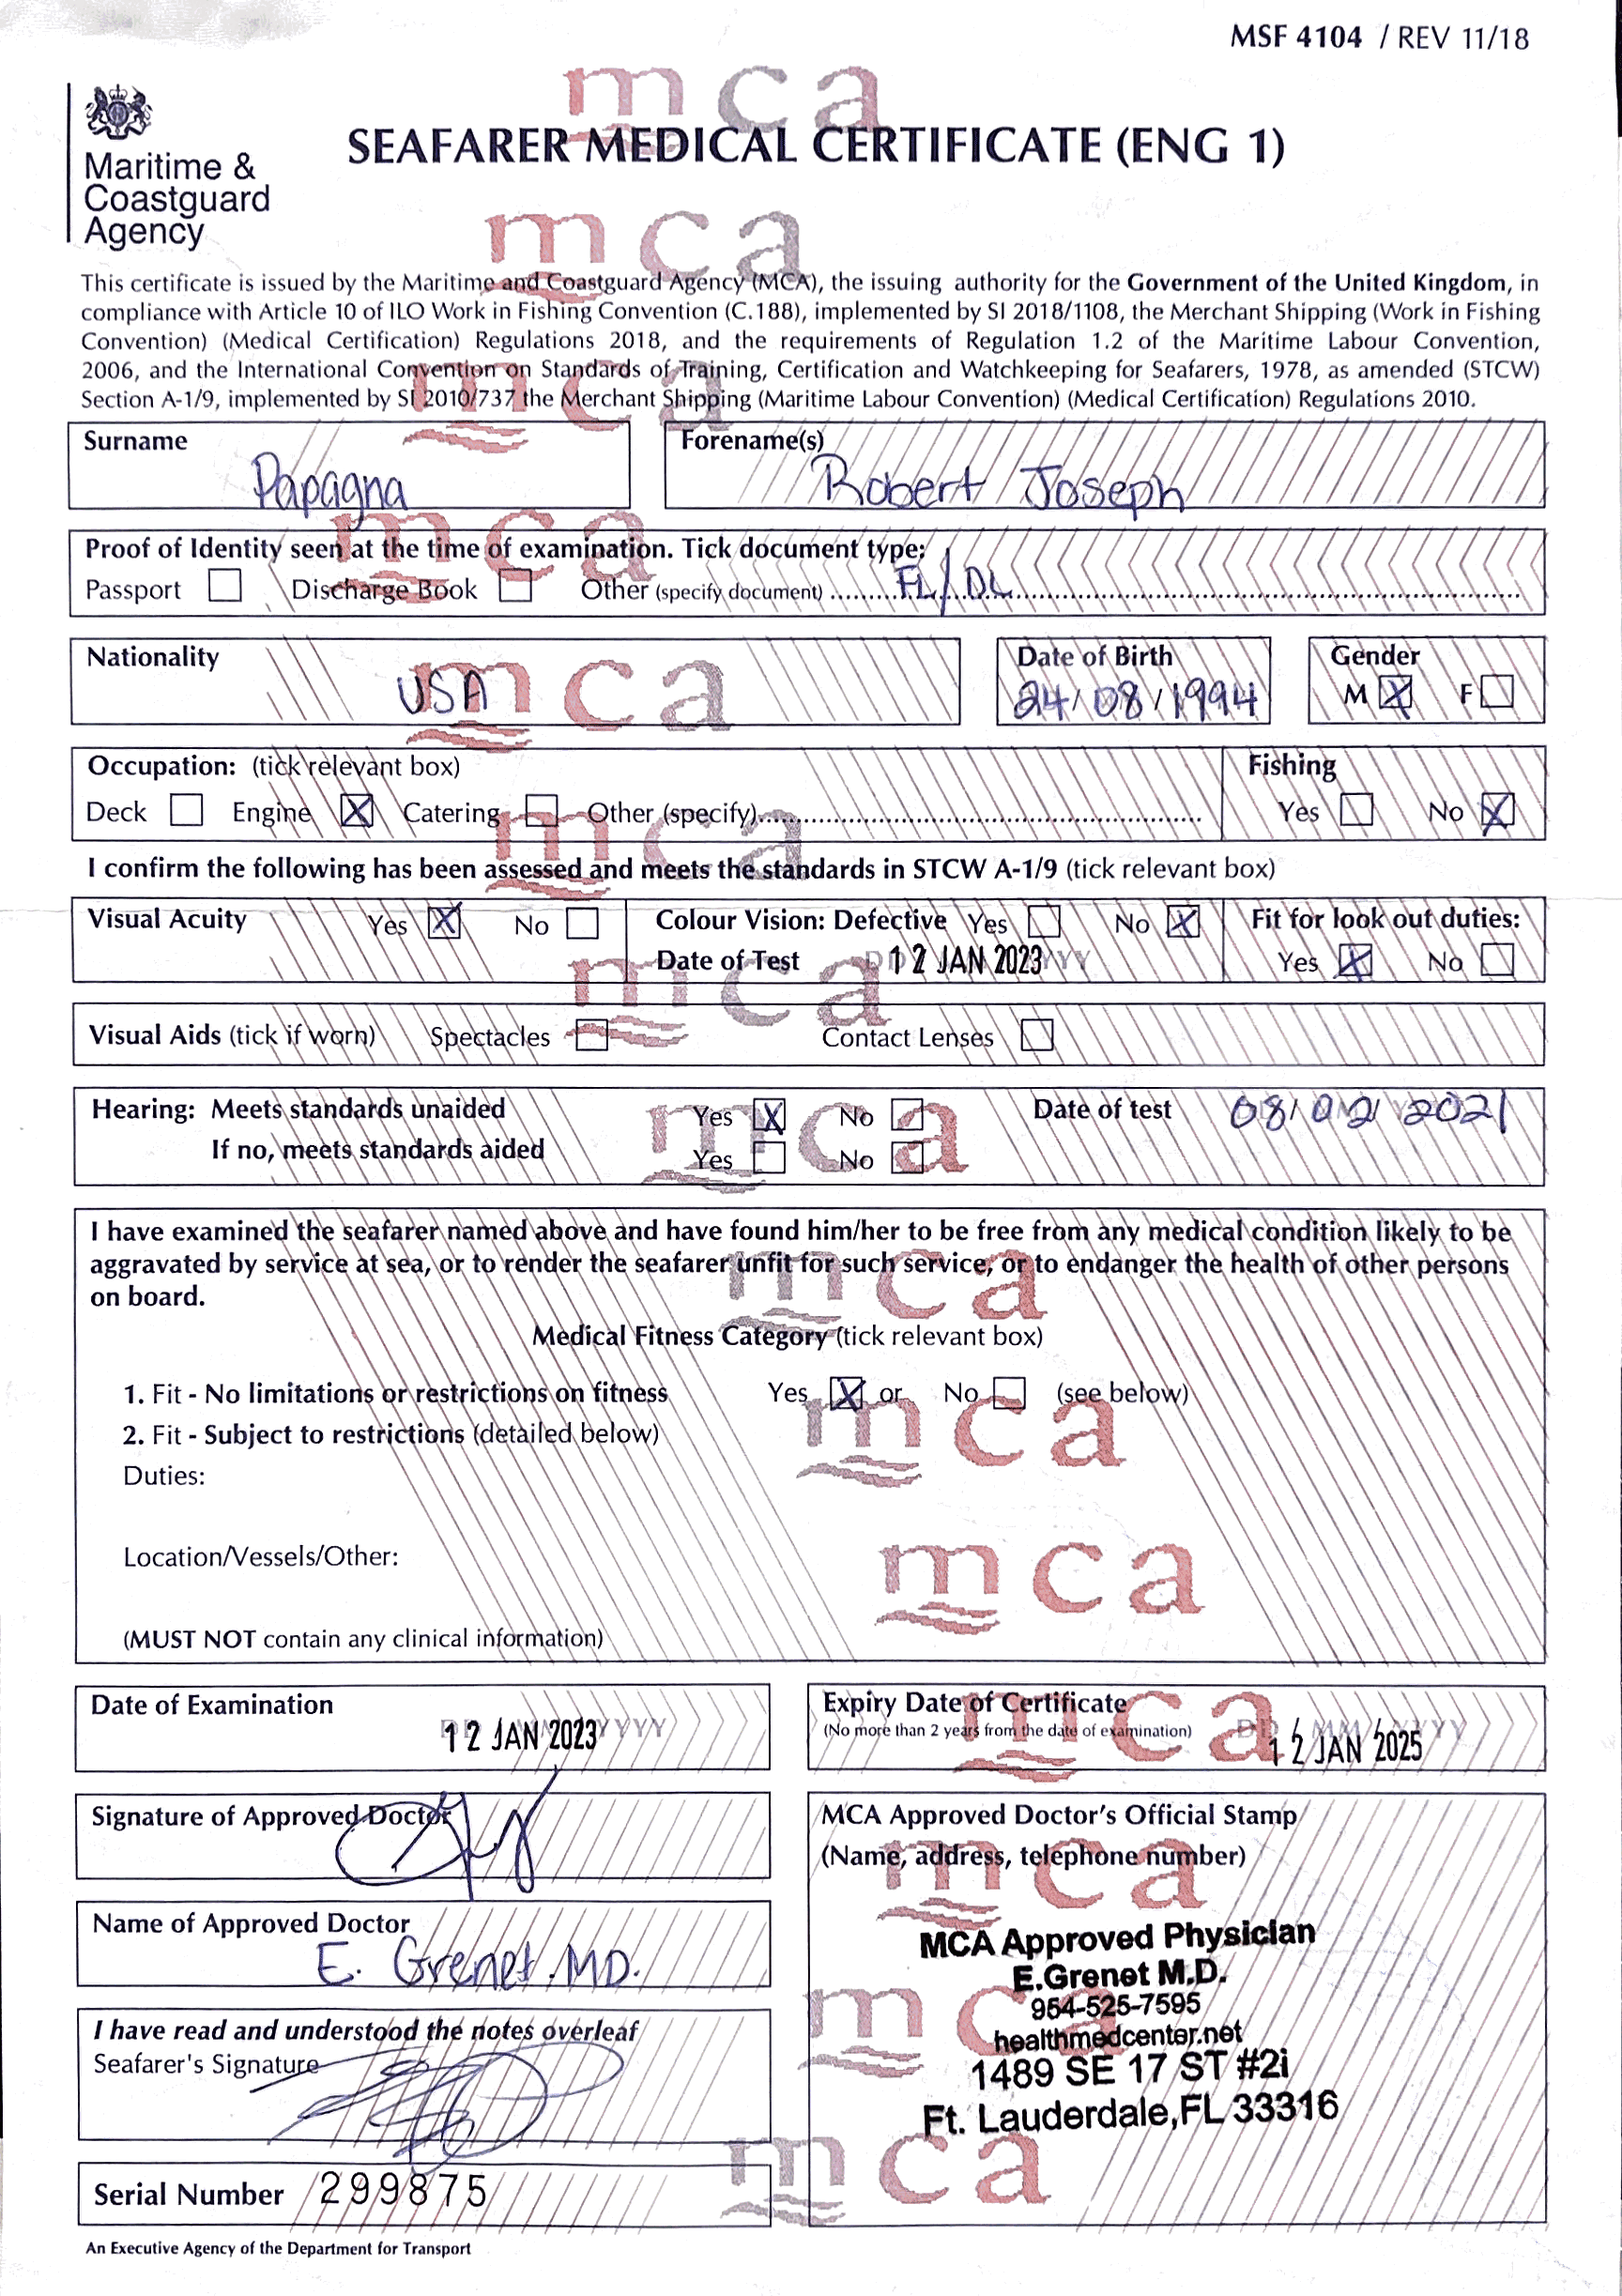 MSF 4104 / REV 11/18
Maritime &
Coastguard
Agency
SEAFARER MEDICAL CERTIFICATE (ENG 1)
This certificate is issued by the Maritime and Coastguard Agency (MCA), the issuing authority for the Government of the United Kingdom, in
compliance with Article 10 of ILO Work in Fishing Convention (C.188), implemented by SI 2018/1108, the Merchant Shipping (Work in Fishing
Convention) (Medical Certification) Regulations 2018, and the requirements of Regulation 1.2 of the Maritime Labour Convention,
2006, and the International Convention on Standards of Training, Certification and Watchkeeping for Seafarers, 1978, as amended (STCW)
Section A-1/9, implemented by SI 2010/737 the Merchant Shipping (Maritime Labour Convention) (Medical Certification) Regulations 2010.
Surname Papagna Forename(s) Robert Joseph
Proof of Identity seen at the time of examination. Tick document type:
Passport Discharge Book Other (specify document) FL/DL
Nationality USA Date of Birth 24/08/1994 Gender M X F
Occupation: (tick relevant box) Fishing
Deck Engine X Catering Other (specify) Yes No X
I confirm the following has been assessed and meets the standards in STCW A-1/9 (tick relevant box)
Visual Acuity Yes X No Colour Vision: Defective Yes No X Fit for look out duties:
Date of Test 12 JAN 2023 Yes X No
Visual Aids (tick if worn) Spectacles Contact Lenses
Hearing: Meets standards unaided Yes X No Date of test 08/02/2021
If no, meets standards aided Yes No
I have examined the seafarer named above and have found him/her to be free from any medical condition likely to be
aggravated by service at sea, or to render the seafarer unfit for such service, or to endanger the health of other persons
on board.
Medical Fitness Category (tick relevant box)
1. Fit - No limitations or restrictions on fitness Yes X or No (see below)
2. Fit - Subject to restrictions (detailed below)
Duties:
Location/Vessels/Other:
(MUST NOT contain any clinical information)
Date of Examination 12 JAN 2023
Expiry Date of Certificate
(No more than 2 years from the date of examination) 12 JAN 2025
Signature of Approved Doctor
Name of Approved Doctor
E. Grenet. MD.
I have read and understood the notes overleaf
Seafarer's Signature
Serial Number 299875
MCA Approved Doctor's Official Stamp
(Name, address, telephone number)
MCA Approved Physician
E.Grenet M.D.
954-525-7595
healthmedcenter.net
1489 SE 17 ST #2i
Ft. Lauderdale,FL 33316
An Executive Agency of the Department for Transport